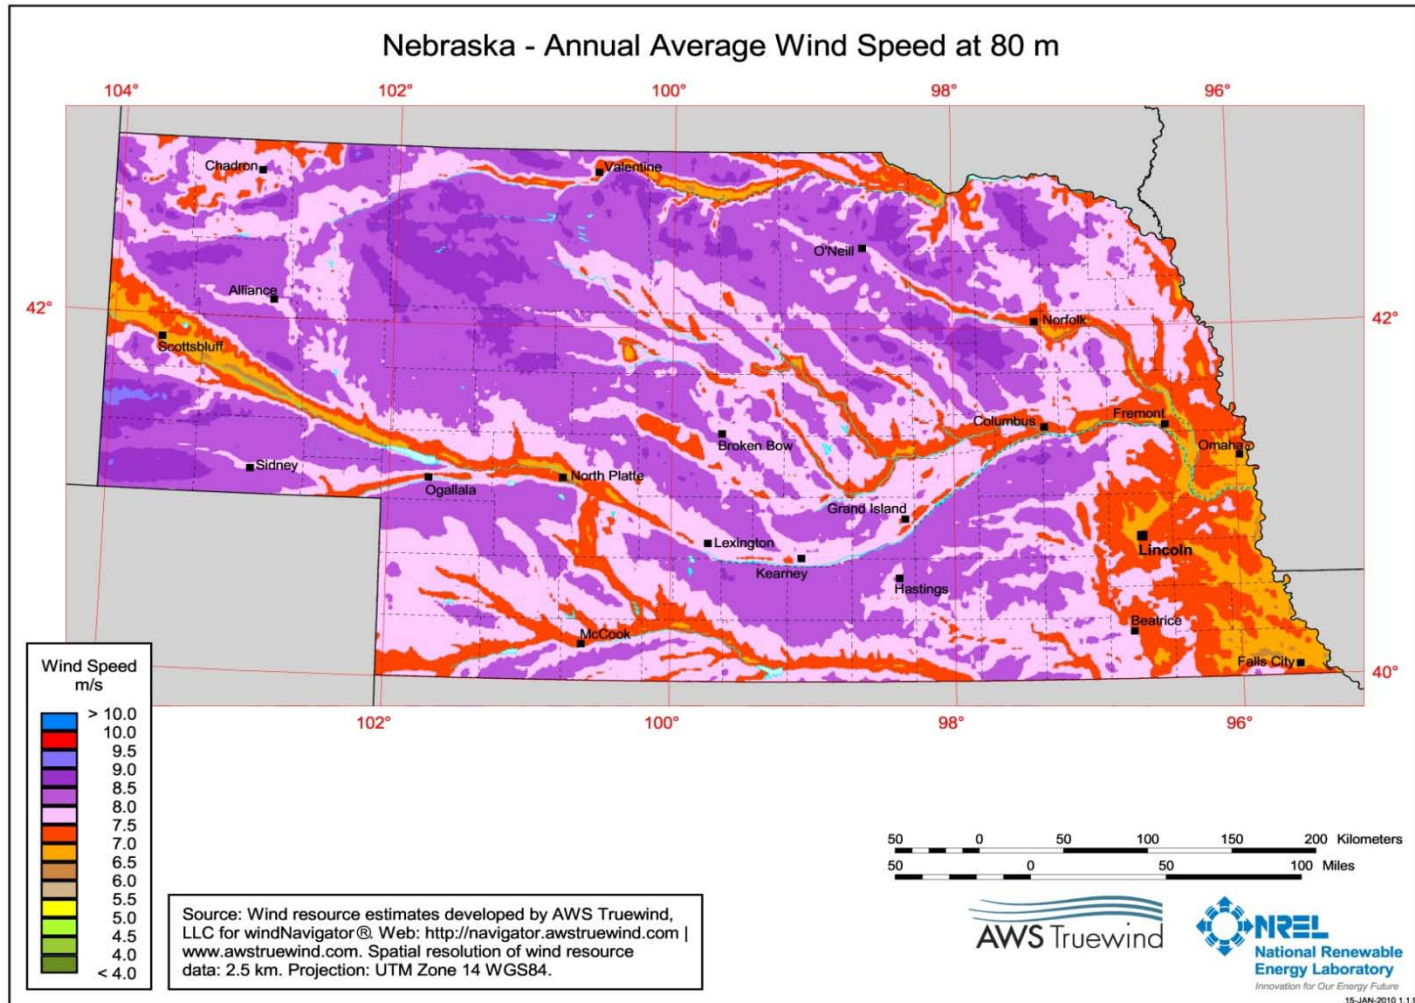 Nebraska - Annual Average Wind Speed at 80 m
104°
102°
100°
98°
96°
Chadron
Valentine
O'Neill
Alliance
42°
42°
Norfolk
Scottsbluff
Columbus
Fremont
Broken Bow
Omaha
Sidney
North Platte
Ogallala
Grand Island
Lexington
Lincoln
Kearney
Hastings
Beatrice
McCook
Falls City
40°
102°
100°
98°
96°
Wind Speed
m/s
> 10.0
10.0
9.5
9.0
8.5
8.0
7.5
7.0
6.5
6.0
5.5
5.0
4.5
4.0
< 4.0
Source: Wind resource estimates developed by AWS Truewind,
LLC for windNavigator®. Web: http://navigator.awstruewind.com |
www.awstruewind.com. Spatial resolution of wind resource
data: 2.5 km. Projection: UTM Zone 14 WGS84.
50 0 50 100 150 200 Kilometers
50 0 50 100 Miles
AWS Truewind
NREL
National Renewable
Energy Laboratory
Innovation for Our Energy Future
15-JAN-2010 1.1.